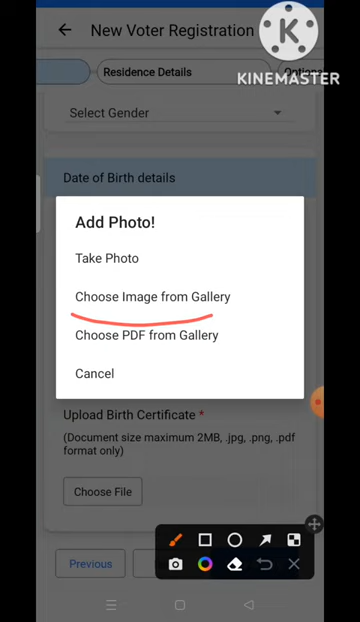 New Voter Registration
K
KINEMASTER
Residence Details
Optiona
Select Gender
Date of Birth details
Add Photo!
Take Photo
Choose Image from Gallery
Choose PDF from Gallery
Cancel
Upload Birth Certificate *
(Document size maximum 2MB, .jpg, .png, .pdf
format only)
Choose File
Previous